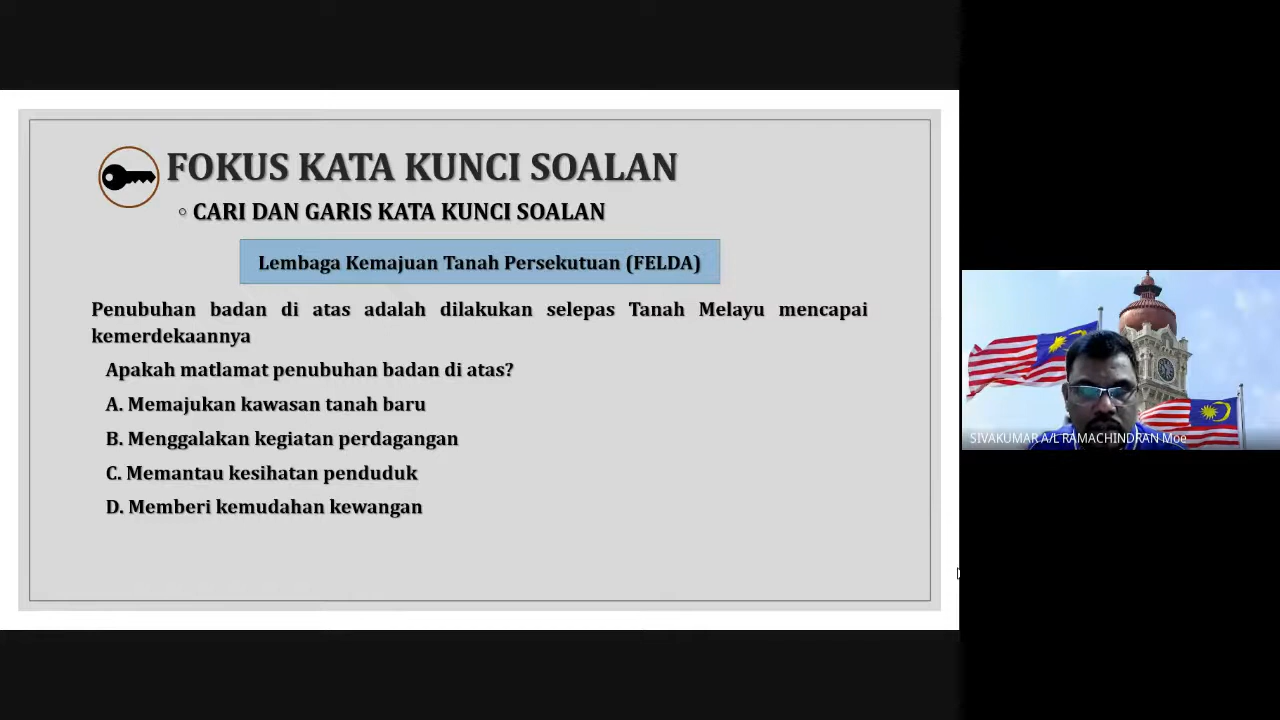 FOKUS KATA KUNCI SOALAN
◦ CARI DAN GARIS KATA KUNCI SOALAN
Lembaga Kemajuan Tanah Persekutuan (FELDA)
Penubuhan badan di atas adalah dilakukan selepas Tanah Melayu mencapai
kemerdekaannya
Apakah matlamat penubuhan badan di atas?
A. Memajukan kawasan tanah baru
B. Menggalakan kegiatan perdagangan
C. Memantau kesihatan penduduk
D. Memberi kemudahan kewangan
SIVAKUMAR A/L RAMACHINDRAN Moe